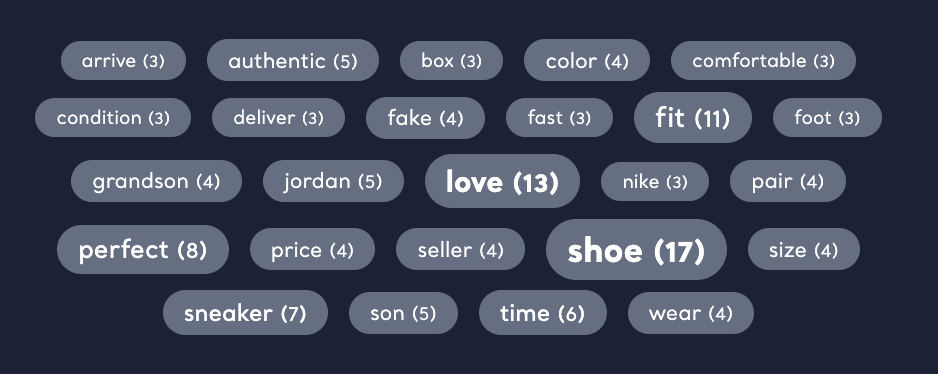 arrive (3) authentic (5) box (3) color (4) comfortable (3)
condition (3) deliver (3) fake (4) fast (3) fit (11) foot (3)
grandson (4) jordan (5) love (13) nike (3) pair (4)
perfect (8) price (4) seller (4) shoe (17) size (4)
sneaker (7) son (5) time (6) wear (4)